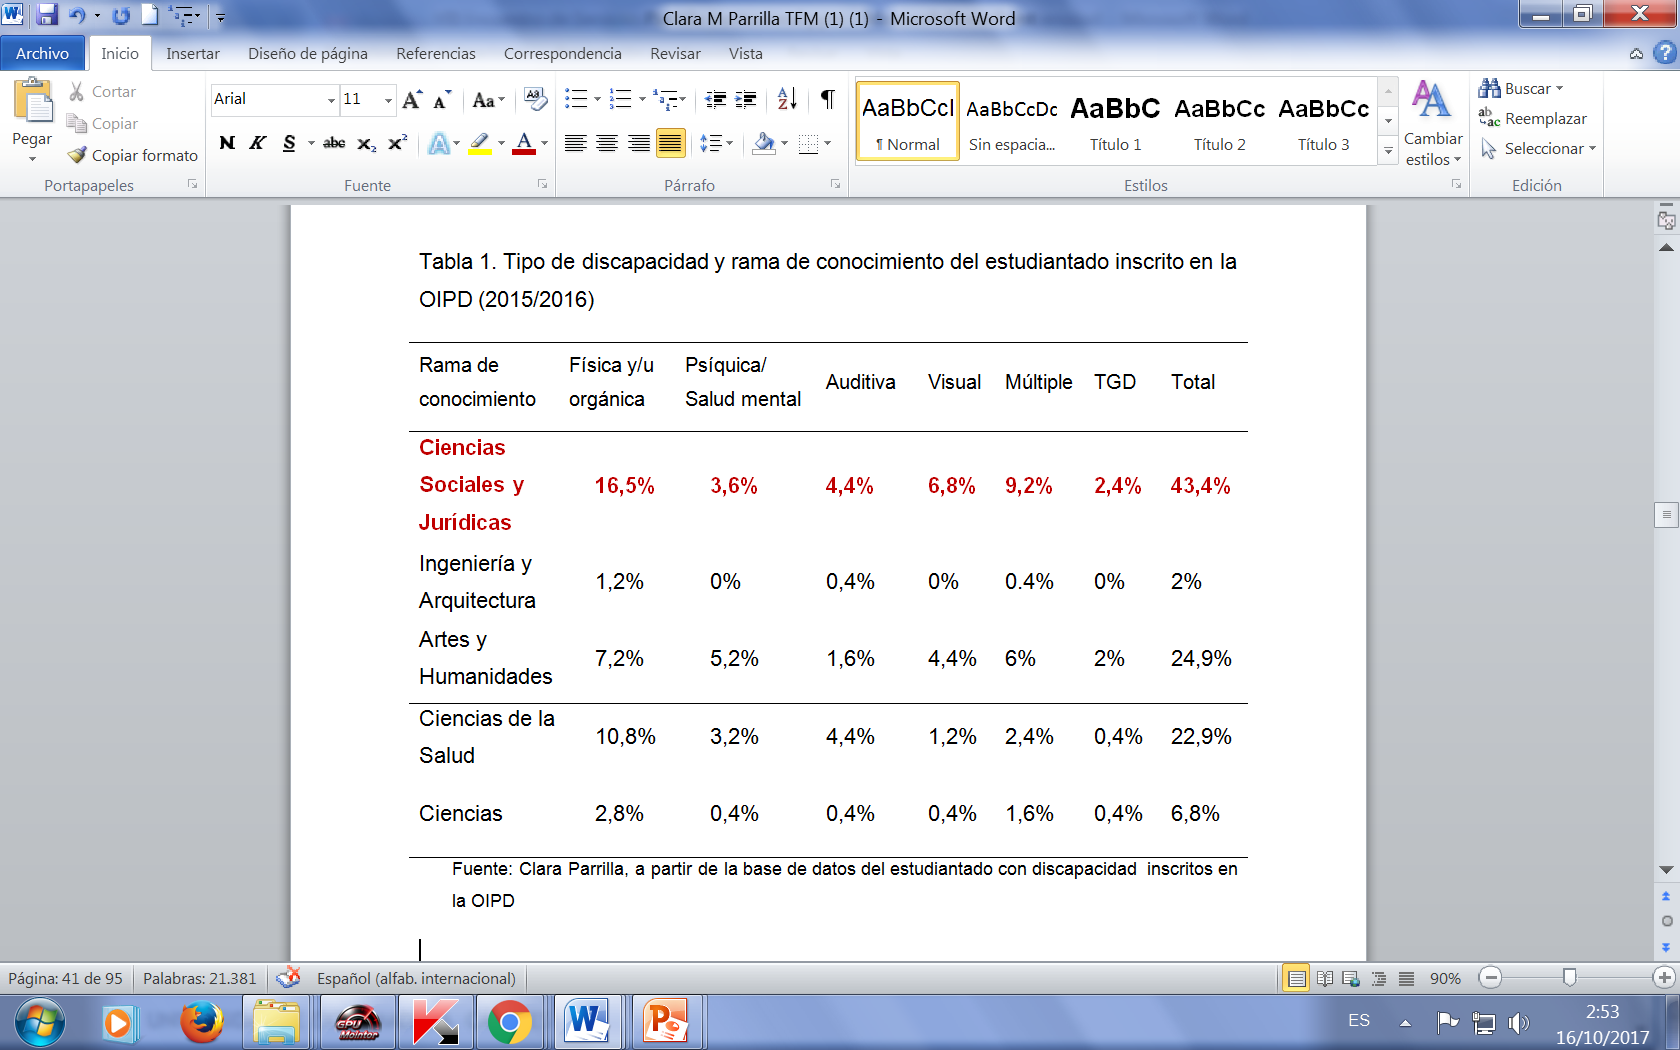 Clara M Parrilla TFM (1) (1) - Microsoft Word
Archivo Inicio Insertar Diseño de página Referencias Correspondencia Revisar Vista
Pegar
Cortar
Copiar
Copiar formato
Portapapeles
Arial 11
Fuente
Párrafo
AaBbCcI AaBbCcDc AaBbC AaBbCc AaBbCc
¶ Normal Sin espacia... Título 1 Título 2 Título 3
Estilos
Cambiar
estilos
Buscar
Reemplazar
Seleccionar
Edición
Tabla 1. Tipo de discapacidad y rama de conocimiento del estudiantado inscrito en la
OIPD (2015/2016)
Rama de conocimiento Física y/u orgánica Psíquica/ Salud mental Auditiva Visual Múltiple TGD Total
Ciencias Sociales y Jurídicas 16,5% 3,6% 4,4% 6,8% 9,2% 2,4% 43,4%
Ingeniería y Arquitectura 1,2% 0% 0,4% 0% 0.4% 0% 2%
Artes y Humanidades 7,2% 5,2% 1,6% 4,4% 6% 2% 24,9%
Ciencias de la Salud 10,8% 3,2% 4,4% 1,2% 2,4% 0,4% 22,9%
Ciencias 2,8% 0,4% 0,4% 0,4% 1,6% 0,4% 6,8%
Fuente: Clara Parrilla, a partir de la base de datos del estudiantado con discapacidad inscritos en
la OIPD
Página: 41 de 95 Palabras: 21.381 Español (alfab. internacional) 90%
ES
2:53
16/10/2017